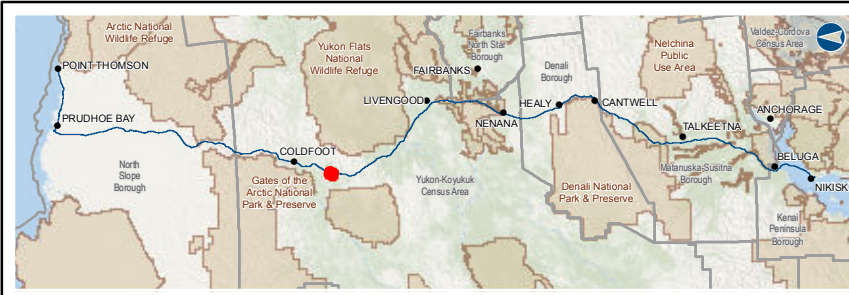 Arctic National
Wildlife Refuge
POINT THOMSON
PRUDHOE BAY
North
Slope
Borough
COLDFOOT
Gates of the
Arctic National
Park & Preserve
Yukon Flats
National
Wildlife Refuge
LIVENGOOD
FAIRBANKS
Fairbanks
North Star
Borough
NENANA
Yukon-Koyukuk
Census Area
Denali
Borough
HEALY
CANTWELL
Denali National
Park & Preserve
Nelchina
Public
Use Area
TALKEETNA
Matanuska-Susitna
Borough
Valdez-Cordova
Census Area
ANCHORAGE
BELUGA
NIKISK
Kenai
Peninsula
Borough